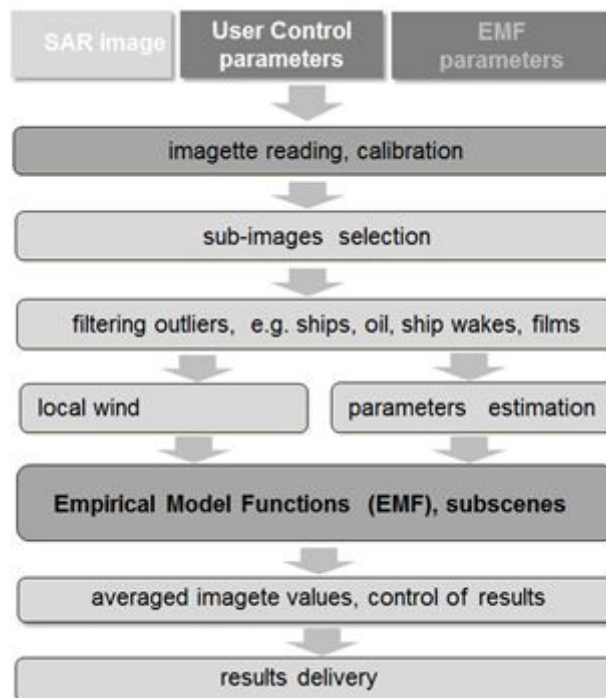 SAR image
User Control
parameters
EMF
parameters
imagette reading, calibration
sub-images selection
filtering outliers, e.g. ships, oil, ship wakes, films
local wind
parameters estimation
Empirical Model Functions (EMF), subscenes
averaged imagete values, control of results
results delivery